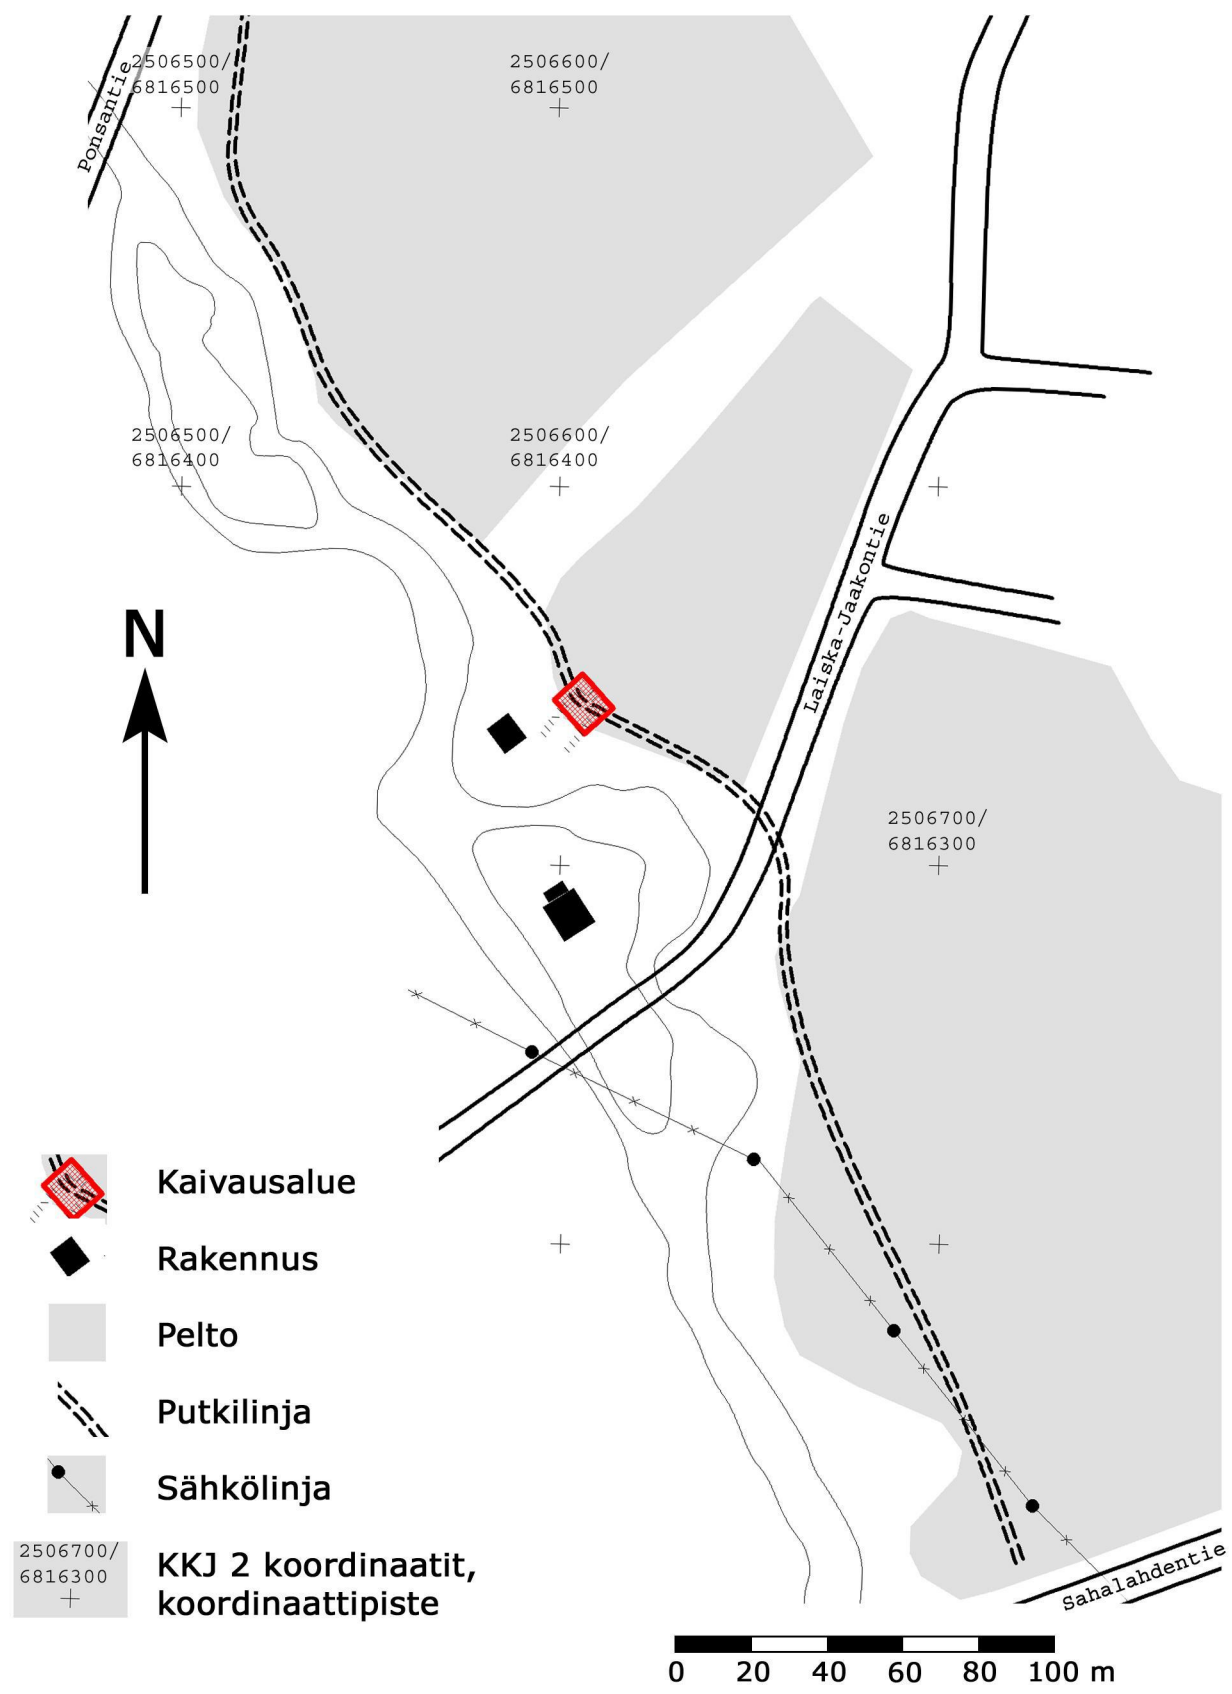 2506500/
6816500
2506600/
6816500
Ponsantie
2506500/
6816400
2506600/
6816400
Laiska-Jaakontie
N
2506700/
6816300
Kaivausalue
Rakennus
Pelto
Putkilinja
Sähkölinja
2506700/
6816300
KKJ 2 koordinaatit,
koordinaattipiste
Sahalahdentie
0 20 40 60 80 100 m